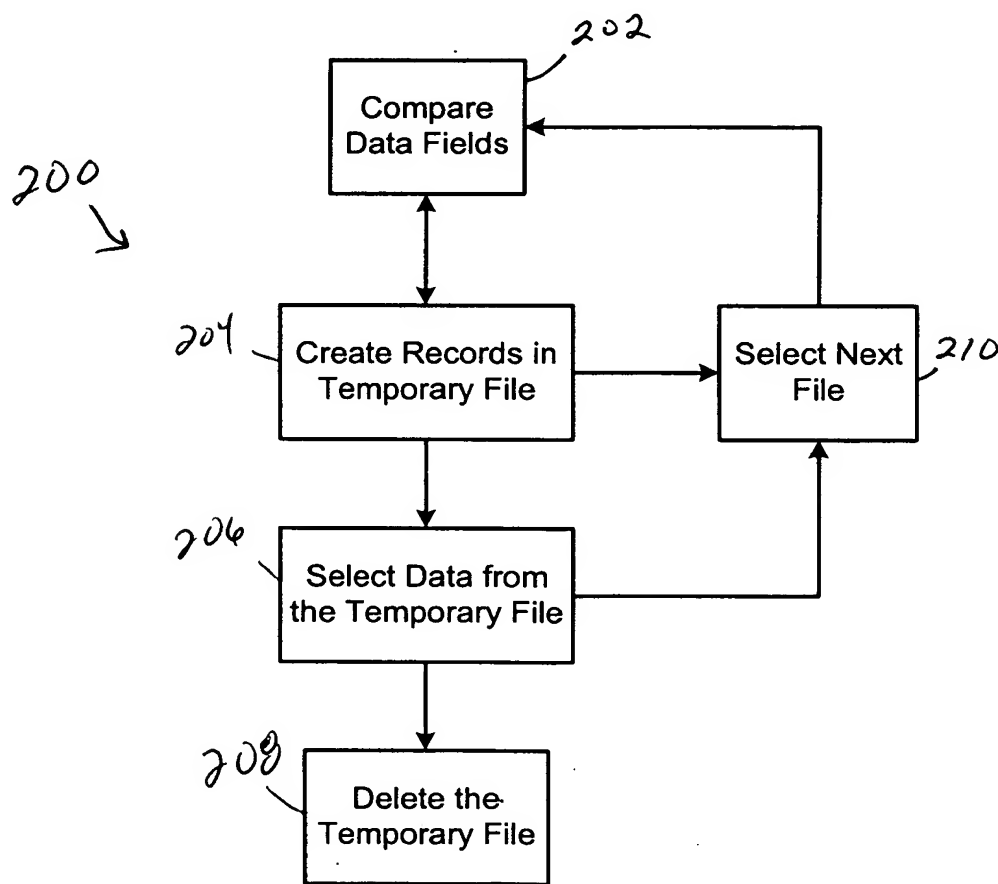 202
Compare
Data Fields
200
204
Create Records in
Temporary File
Select Next
File
210
206
Select Data from
the Temporary File
208
Delete the
Temporary File